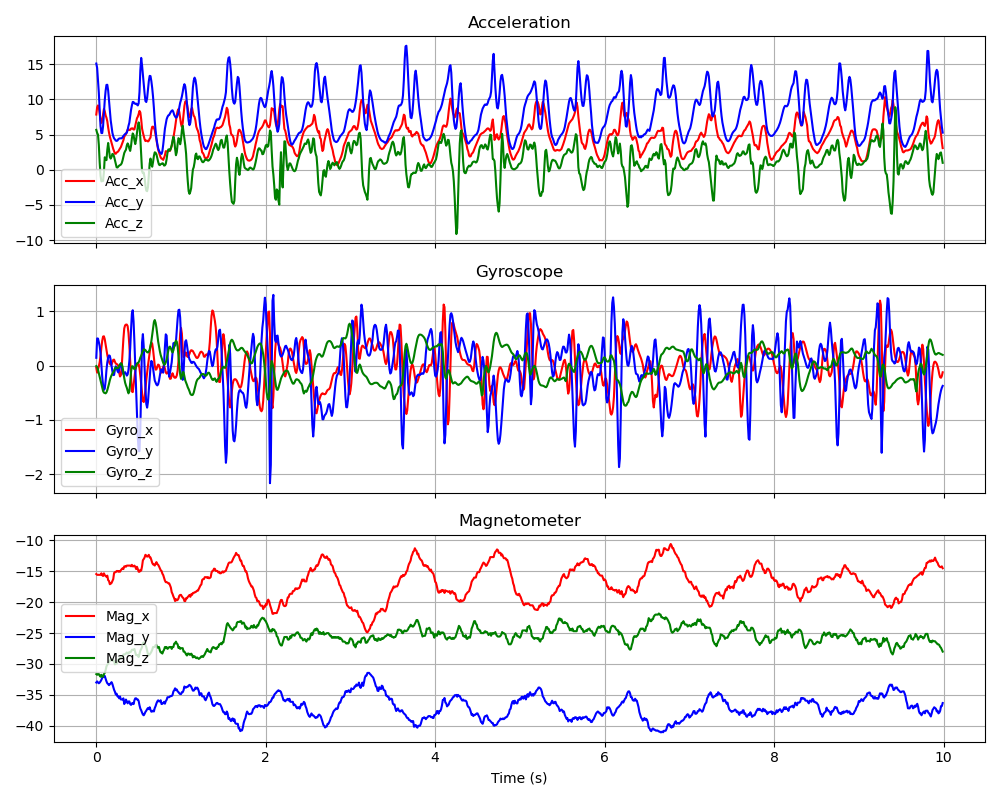 Acceleration
15
10
5
0
−5
−10
Acc_x
Acc_y
Acc_z
Gyroscope
1
0
−1
−2
Gyro_x
Gyro_y
Gyro_z
Magnetometer
−10
−15
−20
−25
−30
−35
−40
Mag_x
Mag_y
Mag_z
0 2 4 6 8 10
Time (s)